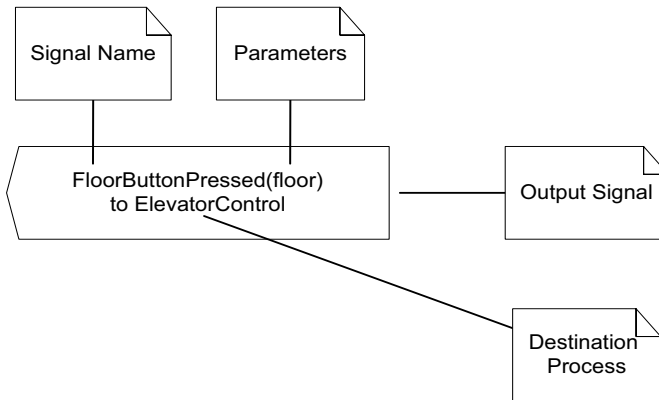 Signal Name
Parameters
FloorButtonPressed(floor)
to ElevatorControl
Output Signal
Destination
Process